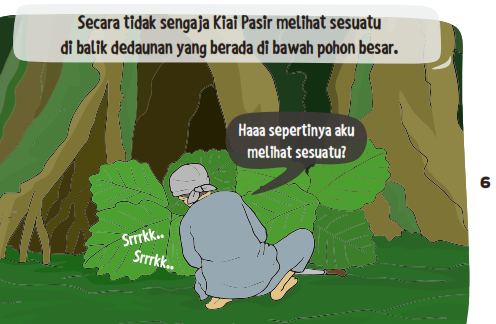 Secara tidak sengaja Kiai Pasir melihat sesuatu
di balik dedaunan yang berada di bawah pohon besar.
Haaa sepertinya aku
melihat sesuatu?
6
Srrrkk..
Srrrkk..